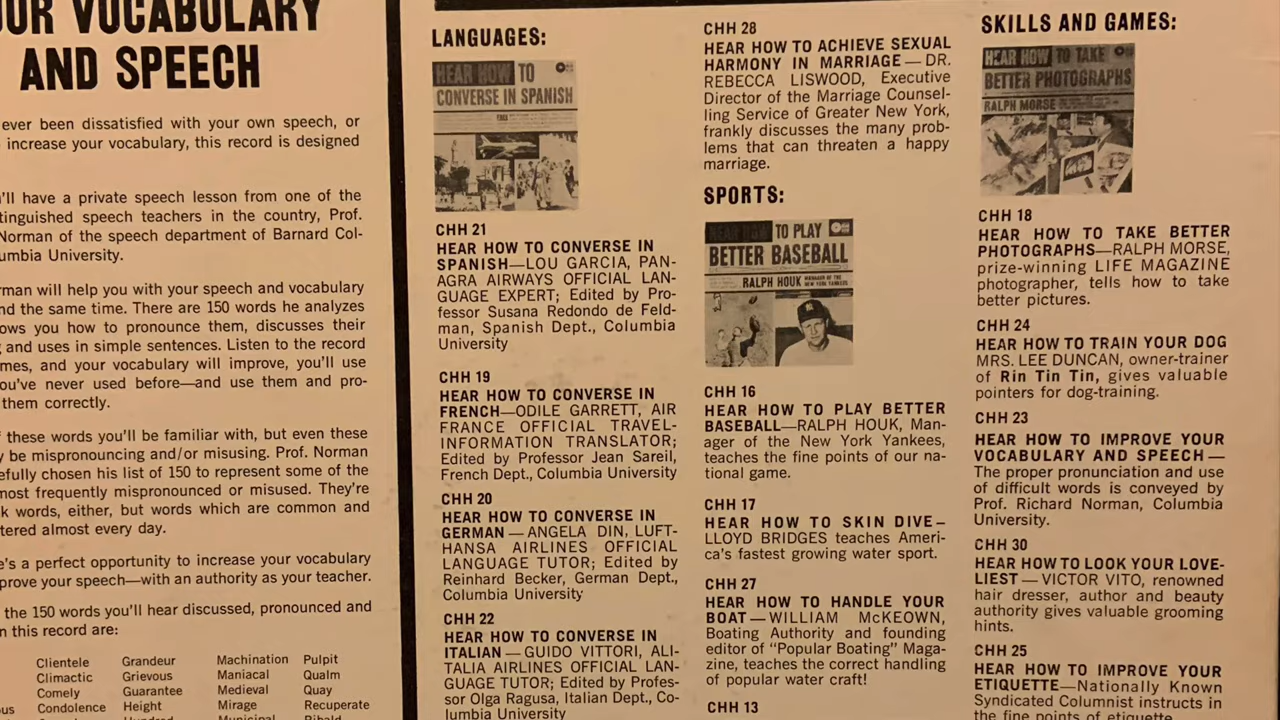 OUR VOCABULARY
AND SPEECH
ever been dissatisfied with your own speech, or
increase your vocabulary, this record is designed
'll have a private speech lesson from one of the
tinguished speech teachers in the country, Prof.
Norman of the speech department of Barnard Col-
umbia University.
rman will help you with your speech and vocabulary
nd the same time. There are 150 words he analyzes
ows you how to pronounce them, discusses their
and uses in simple sentences. Listen to the record
mes, and your vocabulary will improve, you'll use
ou've never used before—and use them and pro-
them correctly.
f these words you'll be familiar with, but even these
y be mispronouncing and/or misusing. Prof. Norman
efully chosen his list of 150 to represent some of the
most frequently mispronounced or misused. They're
k words, either, but words which are common and
tered almost every day.
e's a perfect opportunity to increase your vocabulary
prove your speech—with an authority as your teacher.
the 150 words you'll hear discussed, pronounced and
n this record are:
Clientele Grandeur Machination Pulpit
Climactic Grievous Maniacal Qualm
Comely Guarantee Medieval Quay
ous Condolence Height Mirage Recuperate
Hundred Municipal Ribald
LANGUAGES:
HEAR HOW TO
CONVERSE IN SPANISH
CHH 21
HEAR HOW TO CONVERSE IN
SPANISH—LOU GARCIA, PAN-
AGRA AIRWAYS OFFICIAL LAN-
GUAGE EXPERT; Edited by Pro-
fessor Susana Redondo de Feld-
man, Spanish Dept., Columbia
University
CHH 19
HEAR HOW TO CONVERSE IN
FRENCH—ODILE GARRETT, AIR
FRANCE OFFICIAL TRAVEL-
INFORMATION TRANSLATOR;
Edited by Professor Jean Sareil,
French Dept., Columbia University
CHH 20
HEAR HOW TO CONVERSE IN
GERMAN — ANGELA DIN, LUFT-
HANSA AIRLINES OFFICIAL
LANGUAGE TUTOR; Edited by
Reinhard Becker, German Dept.,
Columbia University
CHH 22
HEAR HOW TO CONVERSE IN
ITALIAN — GUIDO VITTORI, ALI-
TALIA AIRLINES OFFICIAL LAN-
GUAGE TUTOR; Edited by Profes-
sor Olga Ragusa, Italian Dept., Co-
lumbia University
CHH 28
HEAR HOW TO ACHIEVE SEXUAL
HARMONY IN MARRIAGE — DR.
REBECCA LISWOOD, Executive
Director of the Marriage Counsel-
ling Service of Greater New York,
frankly discusses the many prob-
lems that can threaten a happy
marriage.
SPORTS:
HEAR HOW TO PLAY
BETTER BASEBALL
RALPH HOUK MANAGER OF THE
NEW YORK YANKEES
CHH 16
HEAR HOW TO PLAY BETTER
BASEBALL—RALPH HOUK, Man-
ager of the New York Yankees,
teaches the fine points of our na-
tional game.
CHH 17
HEAR HOW TO SKIN DIVE—
LLOYD BRIDGES teaches Ameri-
ca's fastest growing water sport.
CHH 27
HEAR HOW TO HANDLE YOUR
BOAT — WILLIAM McKEOWN,
Boating Authority and founding
editor of "Popular Boating" Maga-
zine, teaches the correct handling
of popular water craft!
CHH 13
SKILLS AND GAMES:
HEAR HOW TO TAKE
BETTER PHOTOGRAPHS
RALPH MORSE
CHH 18
HEAR HOW TO TAKE BETTER
PHOTOGRAPHS—RALPH MORSE,
prize-winning LIFE MAGAZINE
photographer, tells how to take
better pictures.
CHH 24
HEAR HOW TO TRAIN YOUR DOG
MRS. LEE DUNCAN, owner-trainer
of Rin Tin Tin, gives valuable
pointers for dog-training.
CHH 23
HEAR HOW TO IMPROVE YOUR
VOCABULARY AND SPEECH —
The proper pronunciation and use
of difficult words is conveyed by
Prof. Richard Norman, Columbia
University.
CHH 30
HEAR HOW TO LOOK YOUR LOVE-
LIEST — VICTOR VITO, renowned
hair dresser, author and beauty
authority gives valuable grooming
hints.
CHH 25
HEAR HOW TO IMPROVE YOUR
ETIQUETTE—Nationally Known
Syndicated Columnist instructs in
the fine points of etiquette.